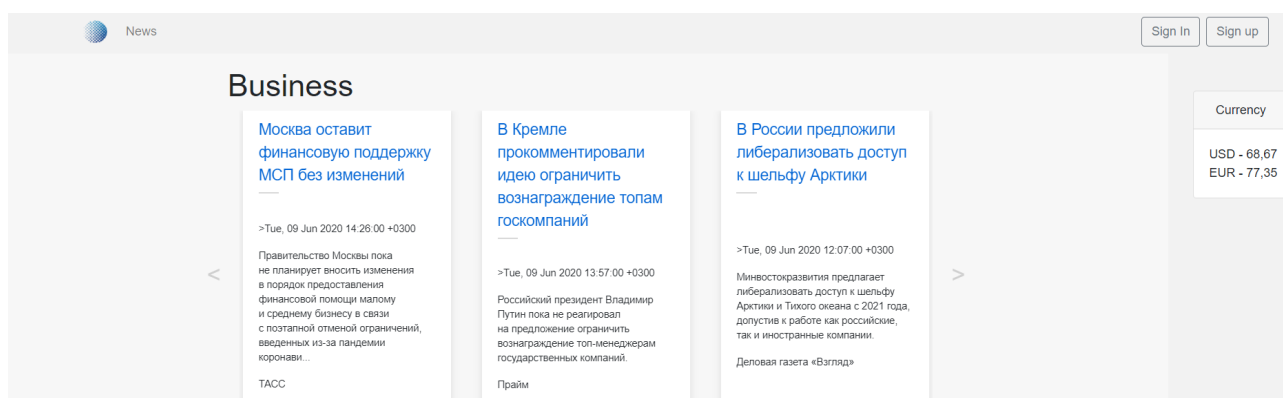 News
Sign In
Sign up
Business
Москва оставит
финансовую поддержку
МСП без изменений
>Tue, 09 Jun 2020 14:26:00 +0300
Правительство Москвы пока
не планирует вносить изменения
в порядок предоставления
финансовой помощи малому
и среднему бизнесу в связи
с поэтапной отменой ограничений,
введенных из-за пандемии
коронави...
ТАСС
В Кремле
прокомментировали
идею ограничить
вознаграждение топам
госкомпаний
>Tue, 09 Jun 2020 13:57:00 +0300
Российский президент Владимир
Путин пока не реагировал
на предложение ограничить
вознаграждение топ-менеджерам
государственных компаний.
Прайм
В России предложили
либерализовать доступ
к шельфу Арктики
>Tue, 09 Jun 2020 12:07:00 +0300
Минвостокразвития предлагает
либерализовать доступ к шельфу
Арктики и Тихого океана с 2021 года,
допустив к работе как российские,
так и иностранные компании.
Деловая газета «Взгляд»
<
>
Currency
USD - 68,67
EUR - 77,35